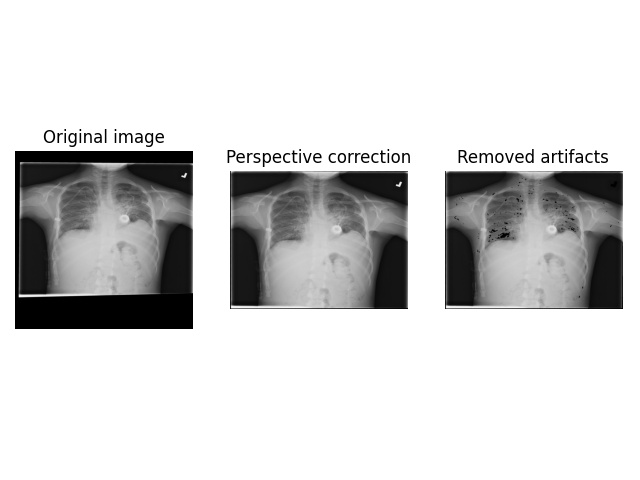 Original image
Perspective correction
Removed artifacts